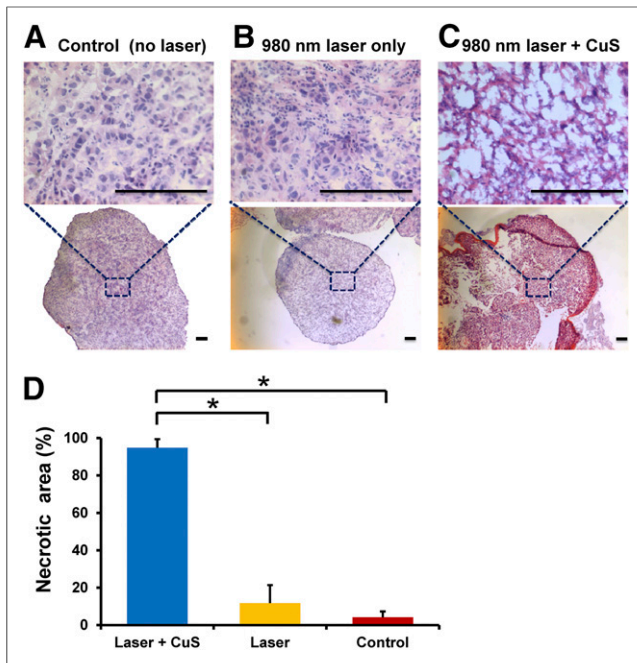 A Control (no laser)
B 980 nm laser only
C 980 nm laser + CuS
D
*
*
Necrotic area (%)
100
80
60
40
20
0
Laser + CuS Laser Control